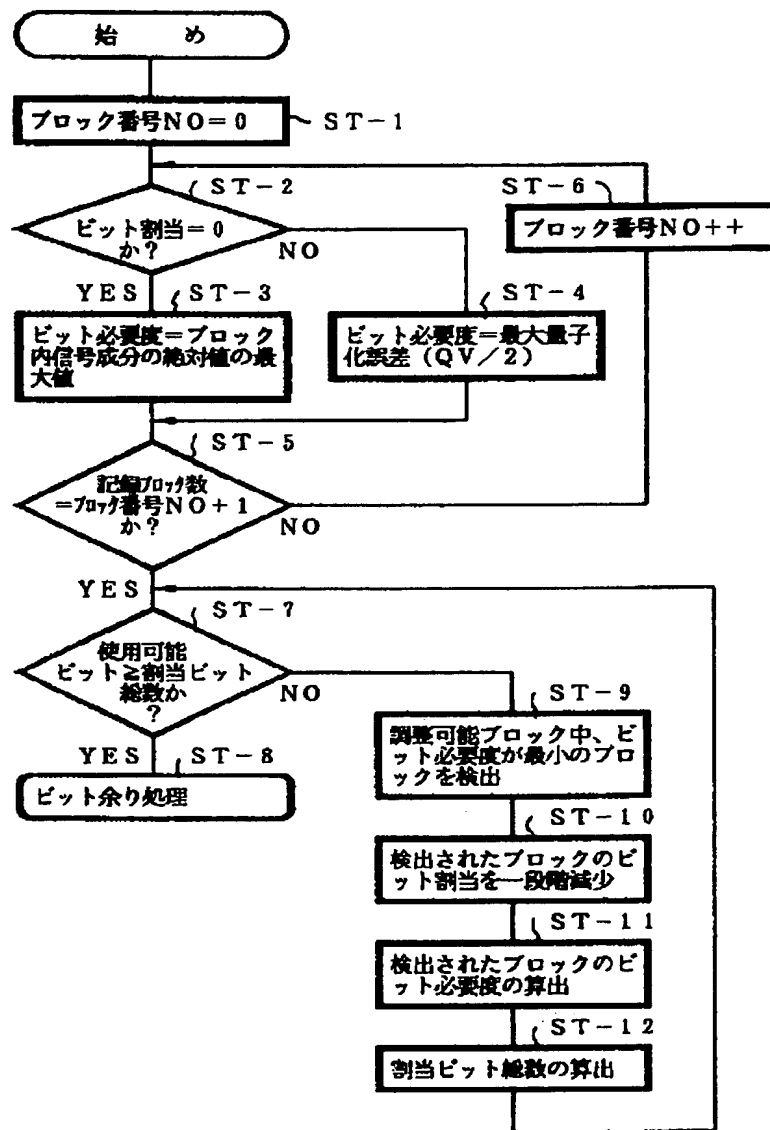 始 め
ブロック番号NO=0
ST-1
ST-2
ビット割当=0
か?
NO
YES
ST-6
ブロック番号NO++
ST-3
ビット必要度=ブロック
内信号成分の絶対値の最
大値
ST-4
ビット必要度=最大量子
化誤差(QV/2)
ST-5
記録ブロック数
=ブロック番号NO+1
か?
NO
YES
ST-7
使用可能
ビット≧割当ビット
総数か
?
NO
YES
ST-8
ビット余り処理
ST-9
調整可能ブロック中、ビ
ット必要度が最小のブロ
ックを検出
ST-10
検出されたブロックのビ
ット割当を一段階減少
ST-11
検出されたブロックのビ
ット必要度の算出
ST-12
割当ビット総数の算出